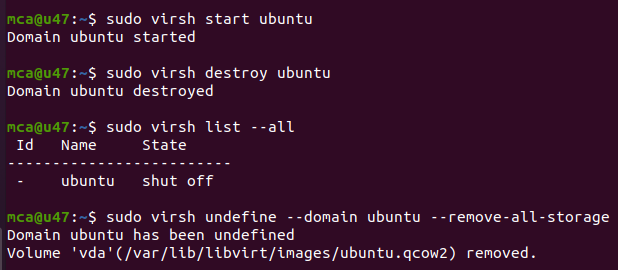 mca@u47:~$ sudo virsh start ubuntu
Domain ubuntu started
mca@u47:~$ sudo virsh destroy ubuntu
Domain ubuntu destroyed
mca@u47:~$ sudo virsh list --all
 Id   Name     State
-------------------------
 -    ubuntu   shut off
mca@u47:~$ sudo virsh undefine --domain ubuntu --remove-all-storage
Domain ubuntu has been undefined
Volume 'vda'(/var/lib/libvirt/images/ubuntu.qcow2) removed.